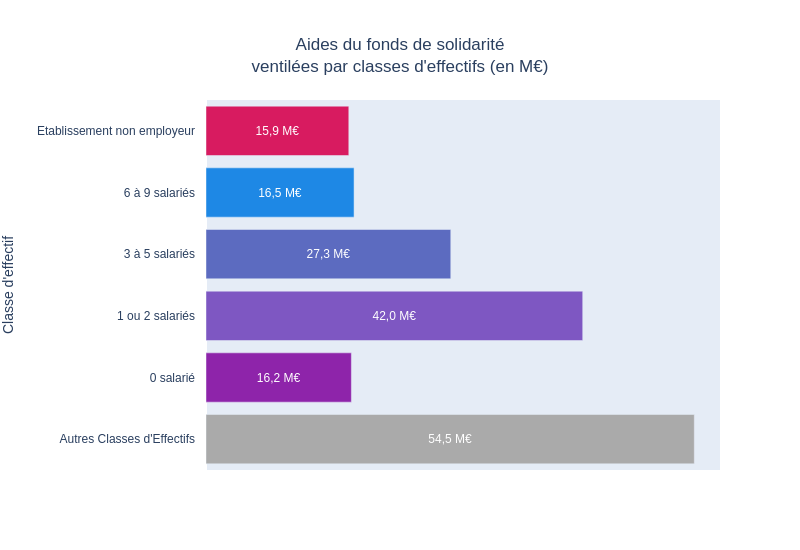 Aides du fonds de solidarité
ventilées par classes d'effectifs (en M€)
Classe d'effectif
Etablissement non employeur
15,9 M€
6 à 9 salariés
16,5 M€
3 à 5 salariés
27,3 M€
1 ou 2 salariés
42,0 M€
0 salarié
16,2 M€
Autres Classes d'Effectifs
54,5 M€